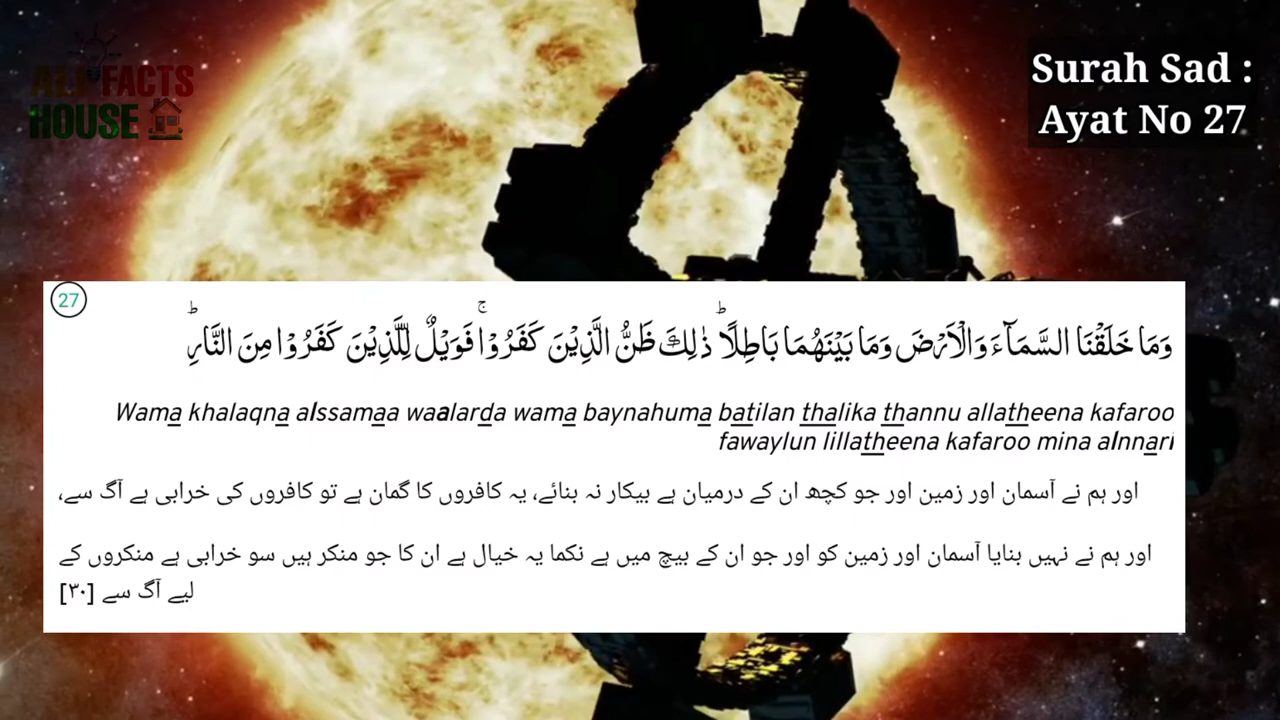 ALI FACTS
HOUSE
Surah Sad :
Ayat No 27
27
وَمَا خَلَقْنَا السَّمَآءَ وَالْاَرْضَ وَمَا بَيْنَهُمَا بَاطِلًا ؕ ذٰلِكَ ظَنُّ الَّذِيْنَ كَفَرُوْا ۚ فَوَيْلٌ لِّلَّذِيْنَ كَفَرُوْا مِنَ النَّارِ ؕ
Wama khalaqna alssamaa waalarda wama baynahuma batilan thalika thannu allatheena kafaroo
fawaylun lillatheena kafaroo mina alnnari
اور ہم نے آسمان اور زمین اور جو کچھ ان کے درمیان ہے بیکار نہ بنائے، یہ کافروں کا گمان ہے تو کافروں کی خرابی ہے آگ سے،
اور ہم نے نہیں بنایا آسمان اور زمین کو اور جو ان کے بیچ میں ہے نکما یہ خیال ہے ان کا جو منکر ہیں سو خرابی ہے منکروں کے
لیے آگ سے [۳۰]